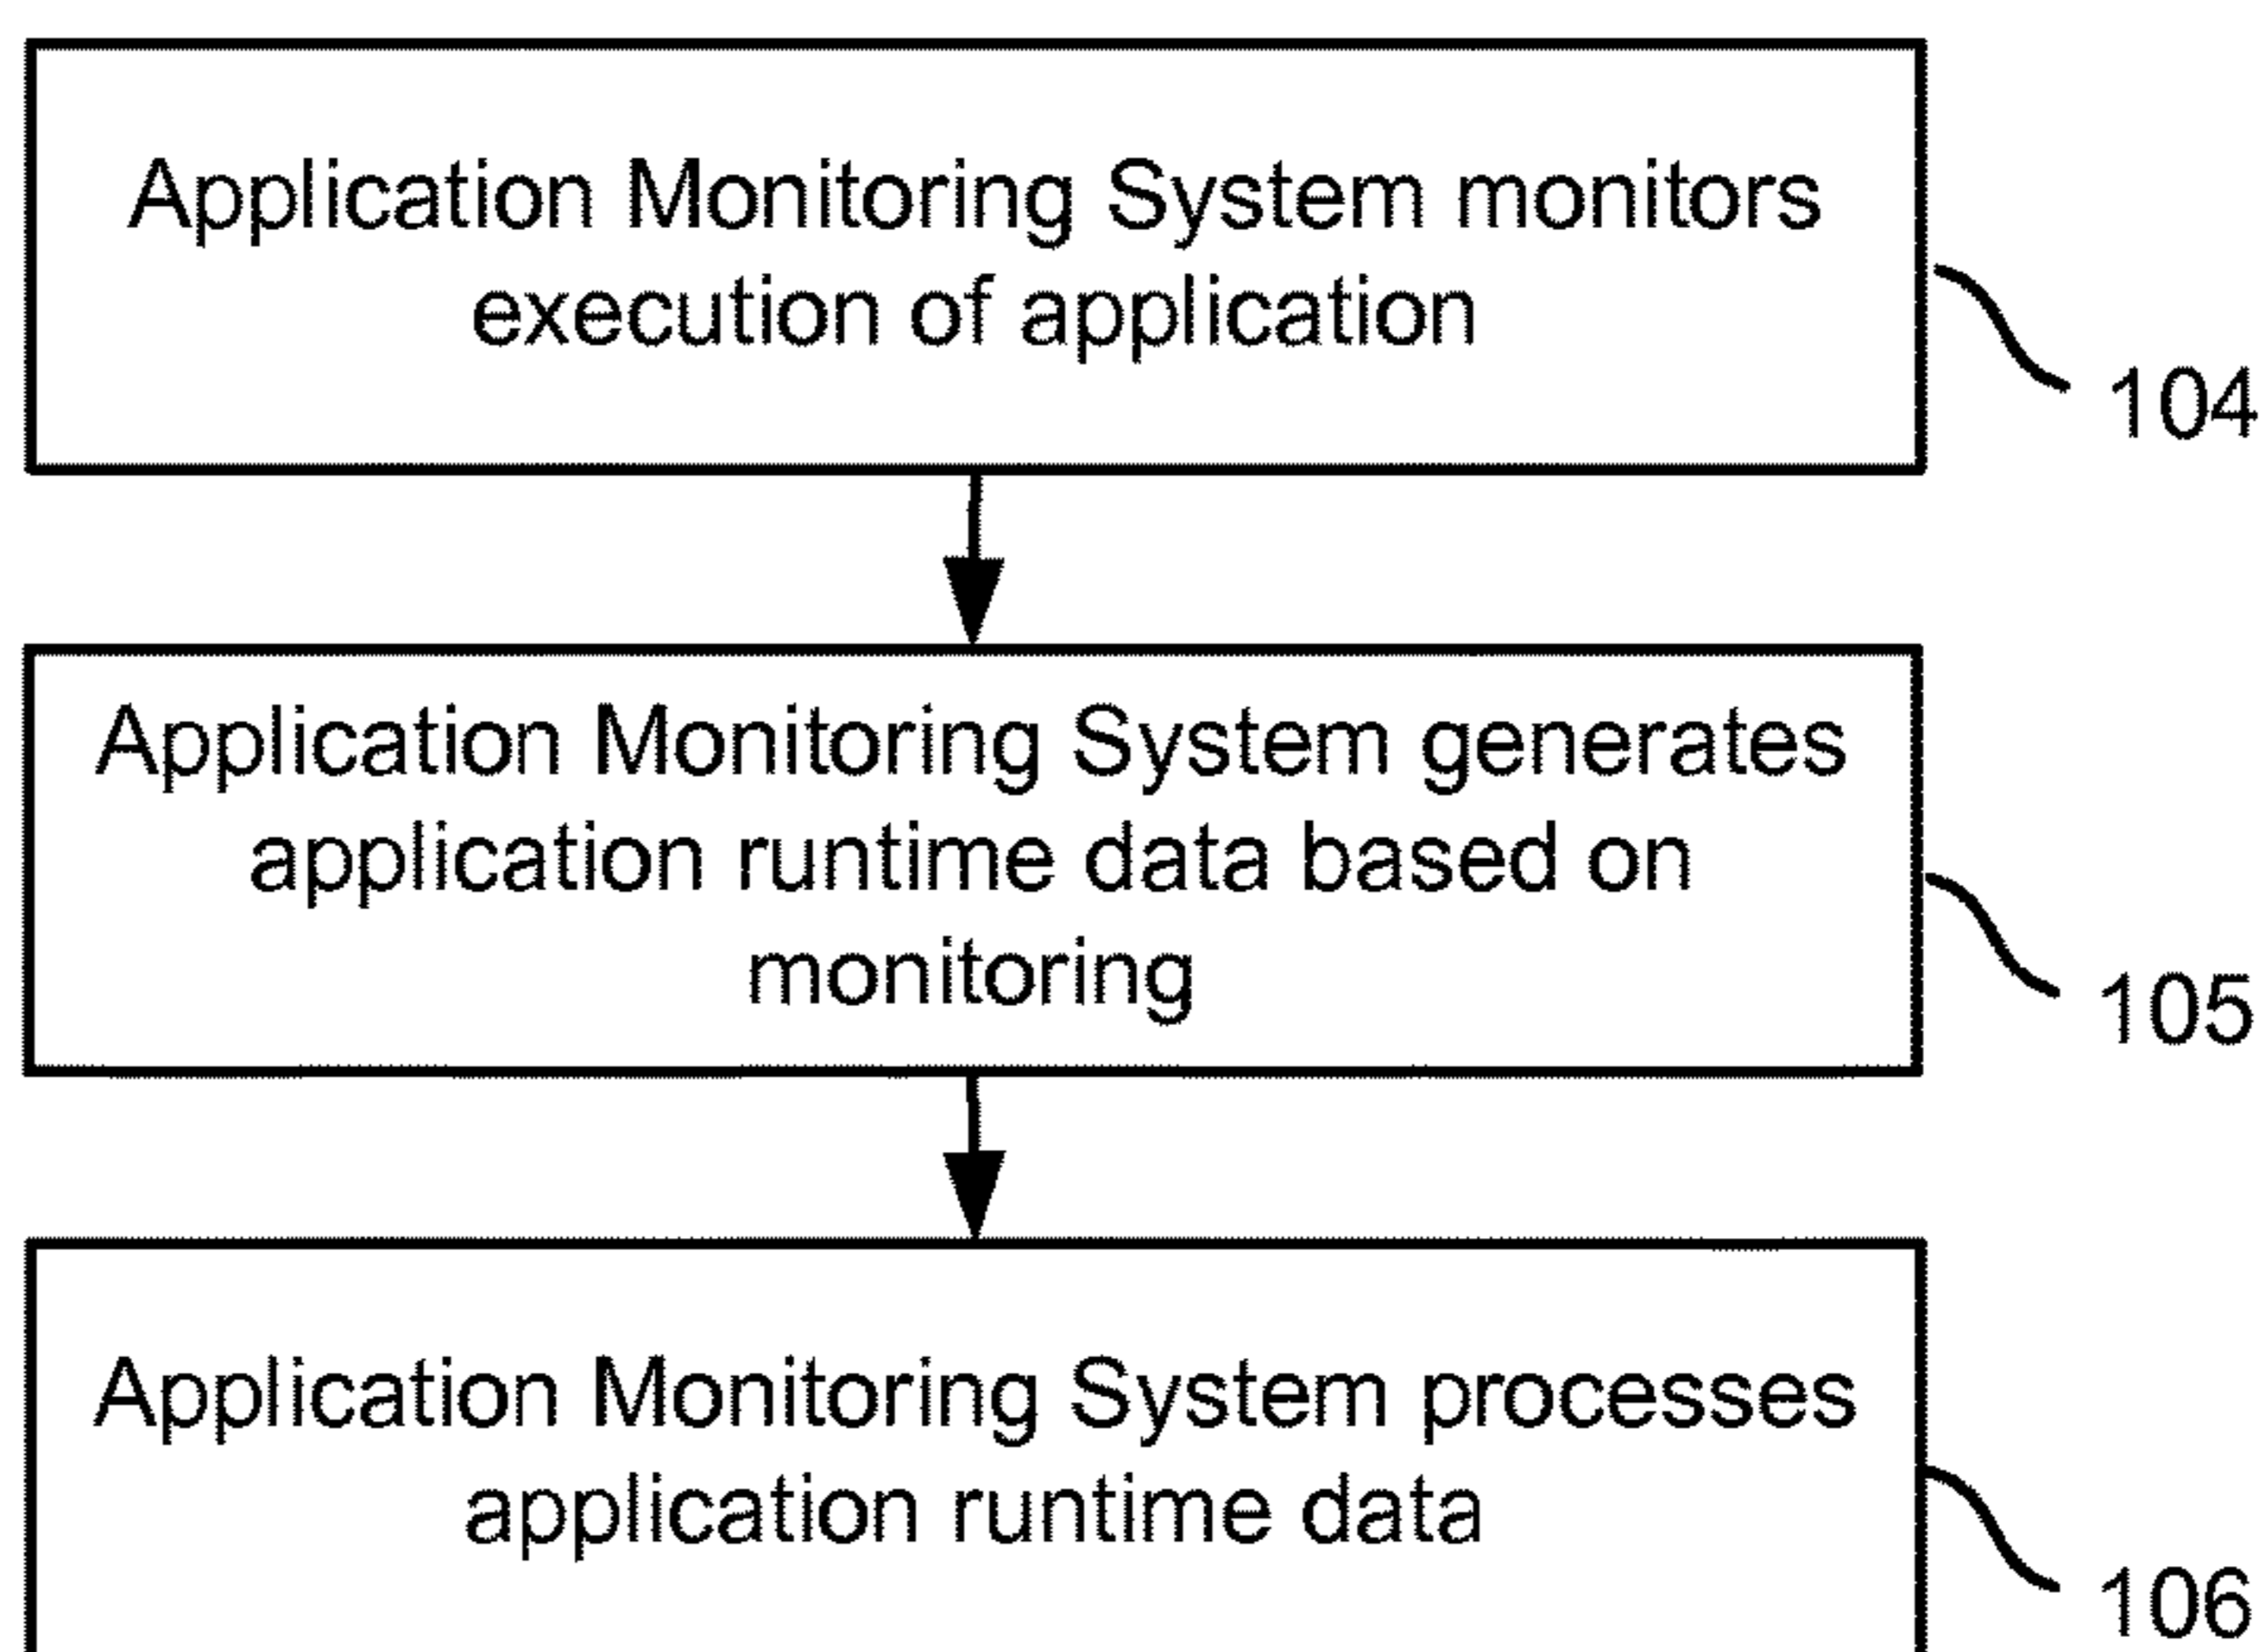 Application Monitoring System monitors
execution of application
104
Application Monitoring System generates
application runtime data based on
monitoring
105
Application Monitoring System processes
application runtime data
106